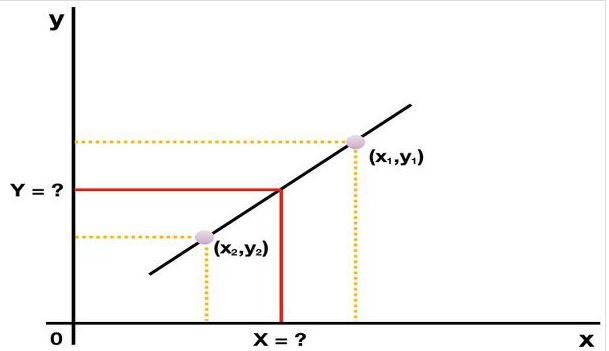 y
(x₁,y₁)
Y = ?
(x₂,y₂)
0
X = ?
x